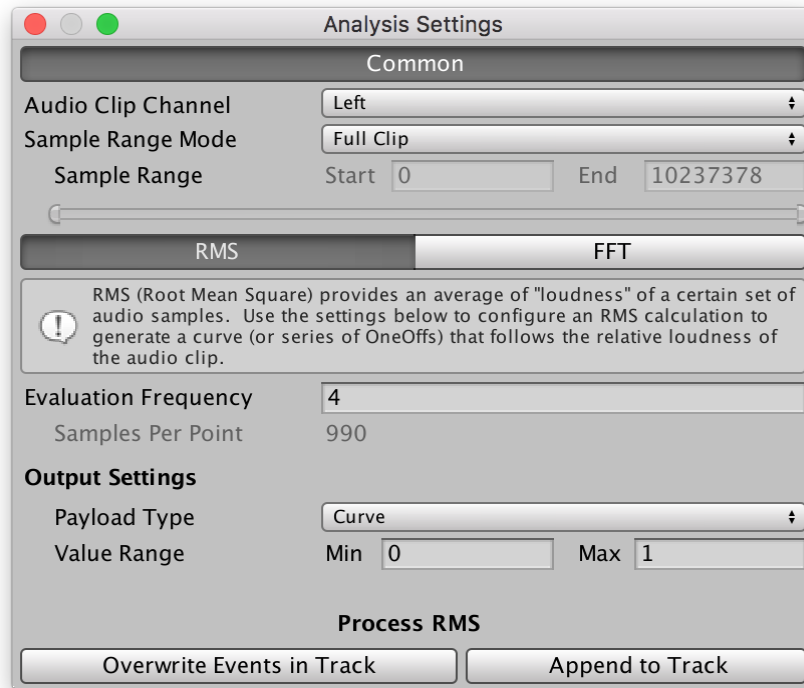 Analysis Settings
Common
Audio Clip Channel Left
Sample Range Mode Full Clip
Sample Range Start 0 End 10237378
RMS FFT
RMS (Root Mean Square) provides an average of "loudness" of a certain set of
audio samples.  Use the settings below to configure an RMS calculation to
generate a curve (or series of OneOffs) that follows the relative loudness of
the audio clip.
Evaluation Frequency 4
Samples Per Point 990
Output Settings
Payload Type Curve
Value Range Min 0 Max 1
Process RMS
Overwrite Events in Track Append to Track